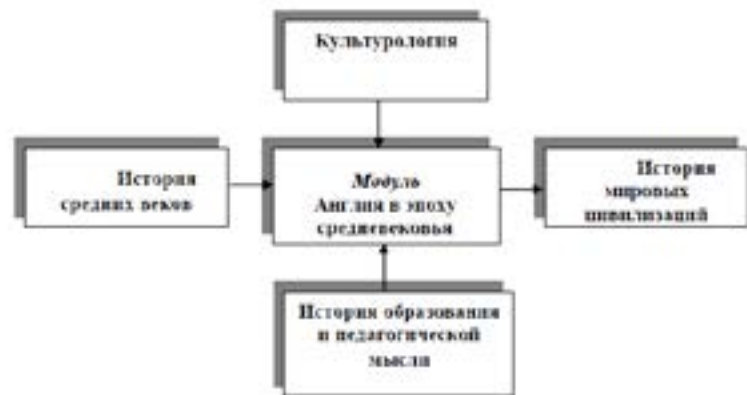 Культурология
История
средних веков
Модуль
Англия в эпоху
средневековья
История
мировых
цивилизаций
История образования
и педагогической
мысли